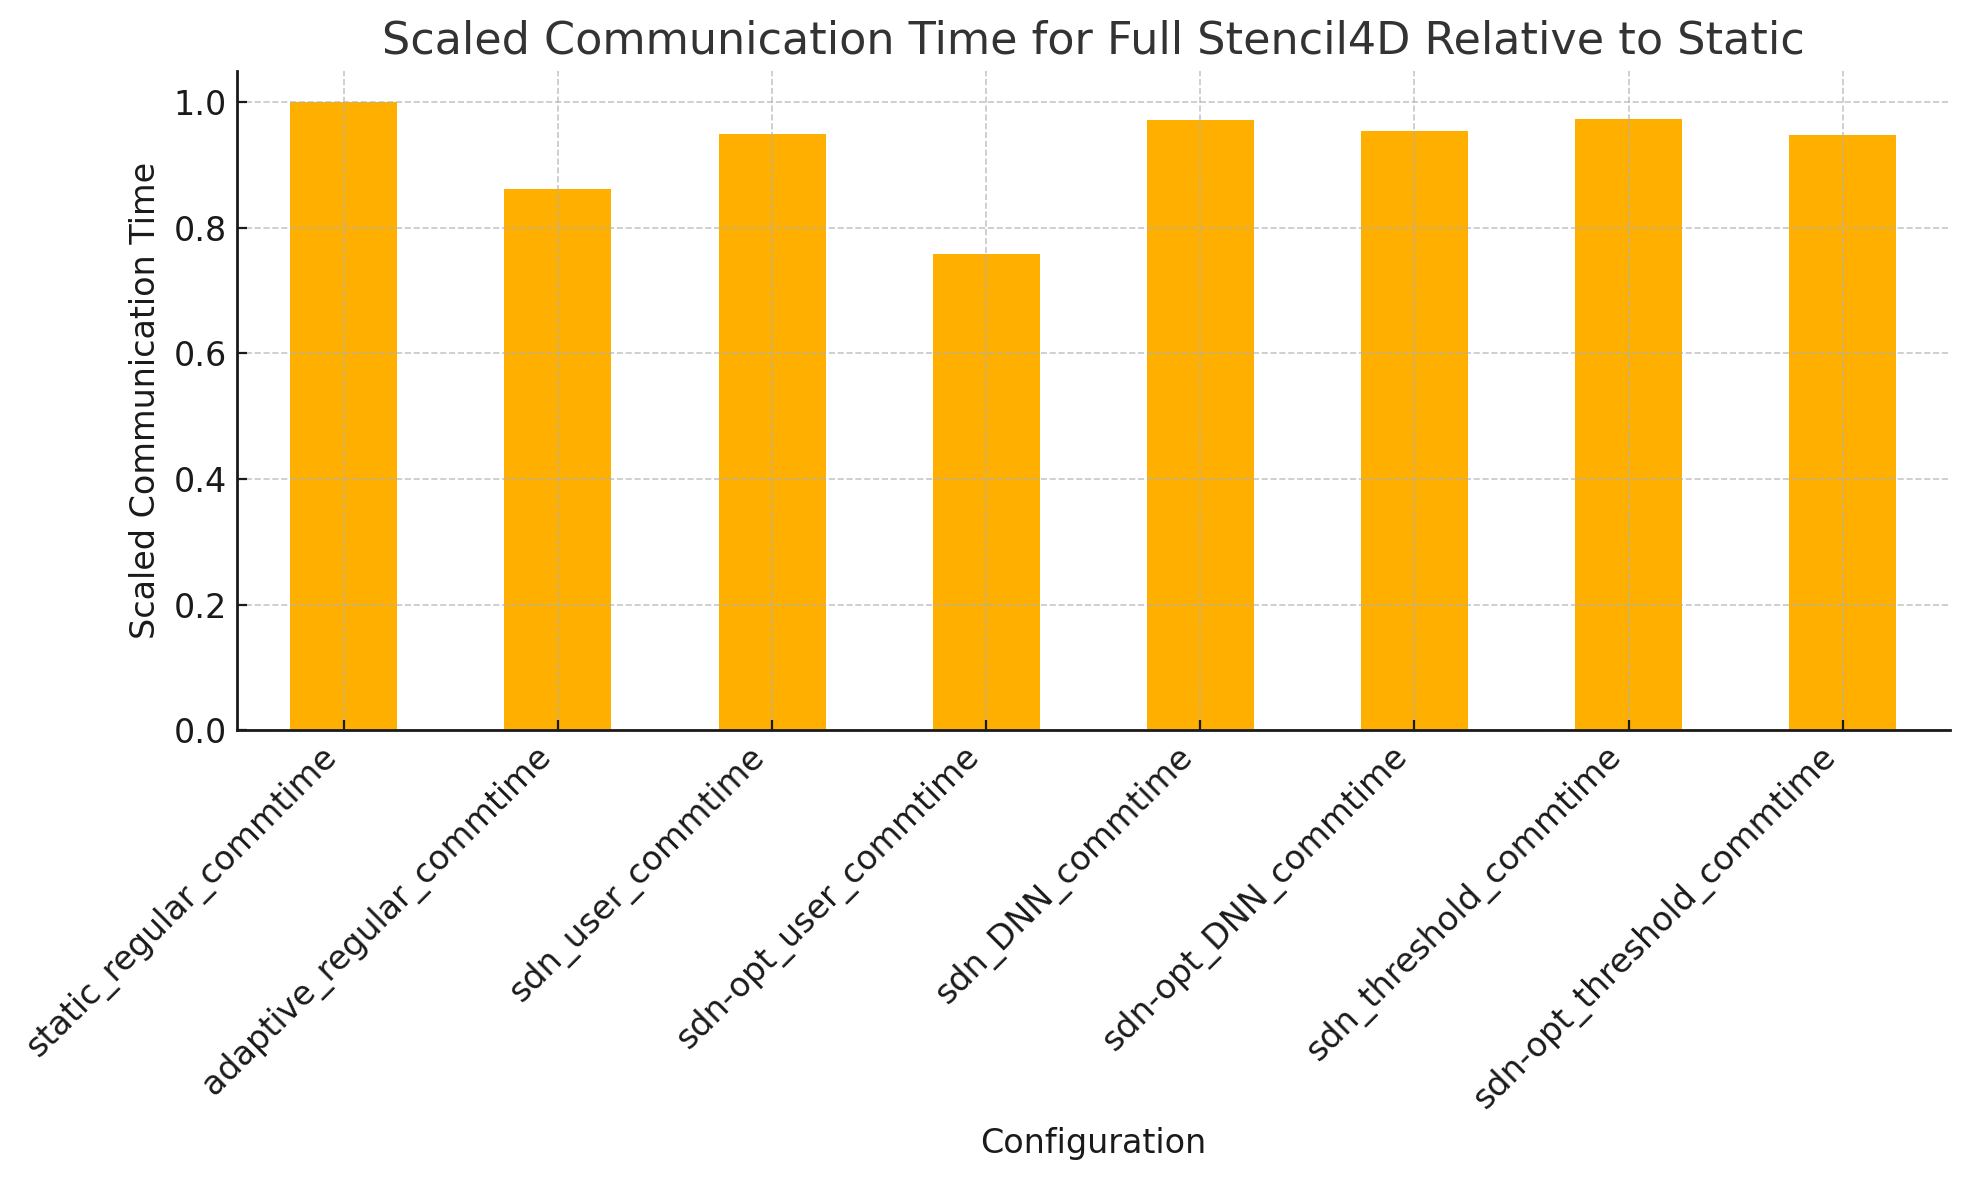 Scaled Communication Time for Full Stencil4D Relative to Static
Scaled Communication Time
1.0
0.8
0.6
0.4
0.2
0.0
static_regular_commtime
adaptive_regular_commtime
sdn_user_commtime
sdn-opt_user_commtime
sdn_DNN_commtime
sdn-opt_DNN_commtime
sdn_threshold_commtime
sdn-opt_threshold_commtime
Configuration